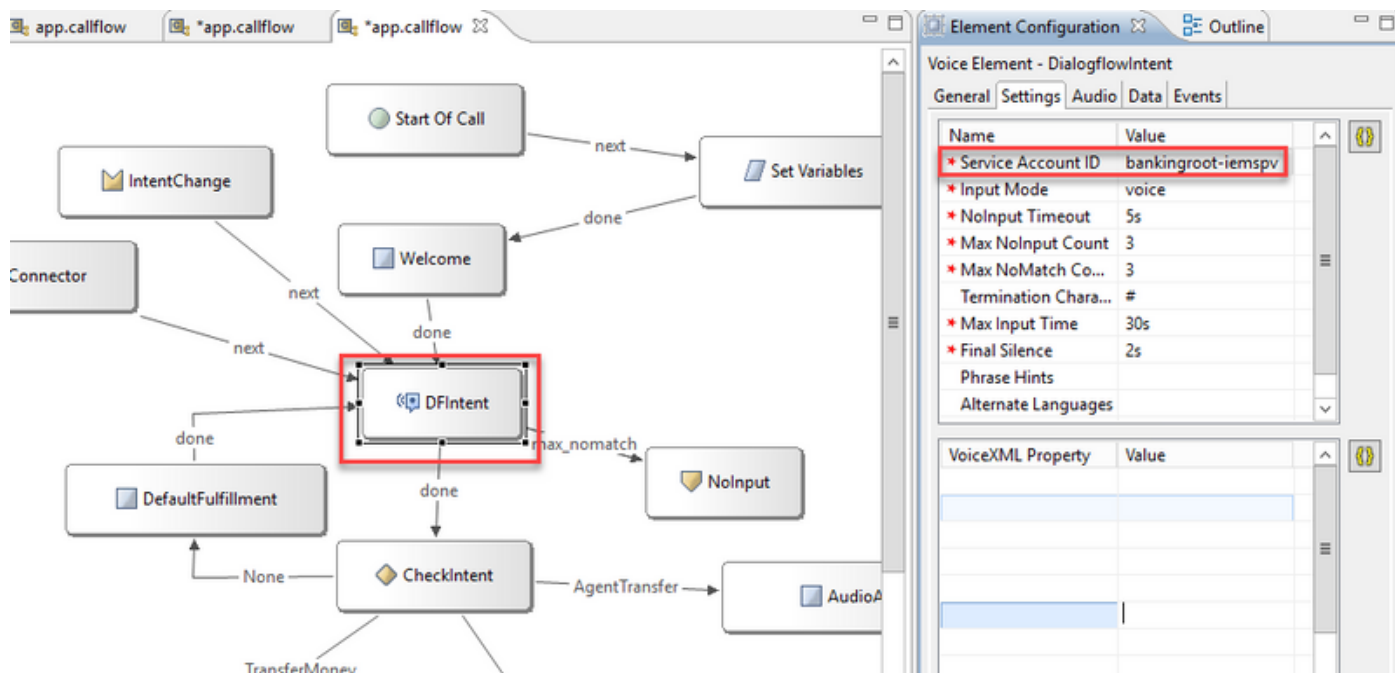 app.callflow
*app.callflow
*app.callflow
Start Of Call
next
Set Variables
IntentChange
done
Welcome
Connector
next
done
next
DFIntent
done
max_nomatch
NoInput
DefaultFulfillment
done
CheckIntent
None
AgentTransfer
AudioA
TransferMoney
Element Configuration
Outline
Voice Element - DialogflowIntent
General Settings Audio Data Events
Name Value
* Service Account ID bankingroot-iemspv
* Input Mode voice
* NoInput Timeout 5s
* Max NoInput Count 3
* Max NoMatch Co... 3
Termination Chara... #
* Max Input Time 30s
* Final Silence 2s
Phrase Hints
Alternate Languages
VoiceXML Property Value